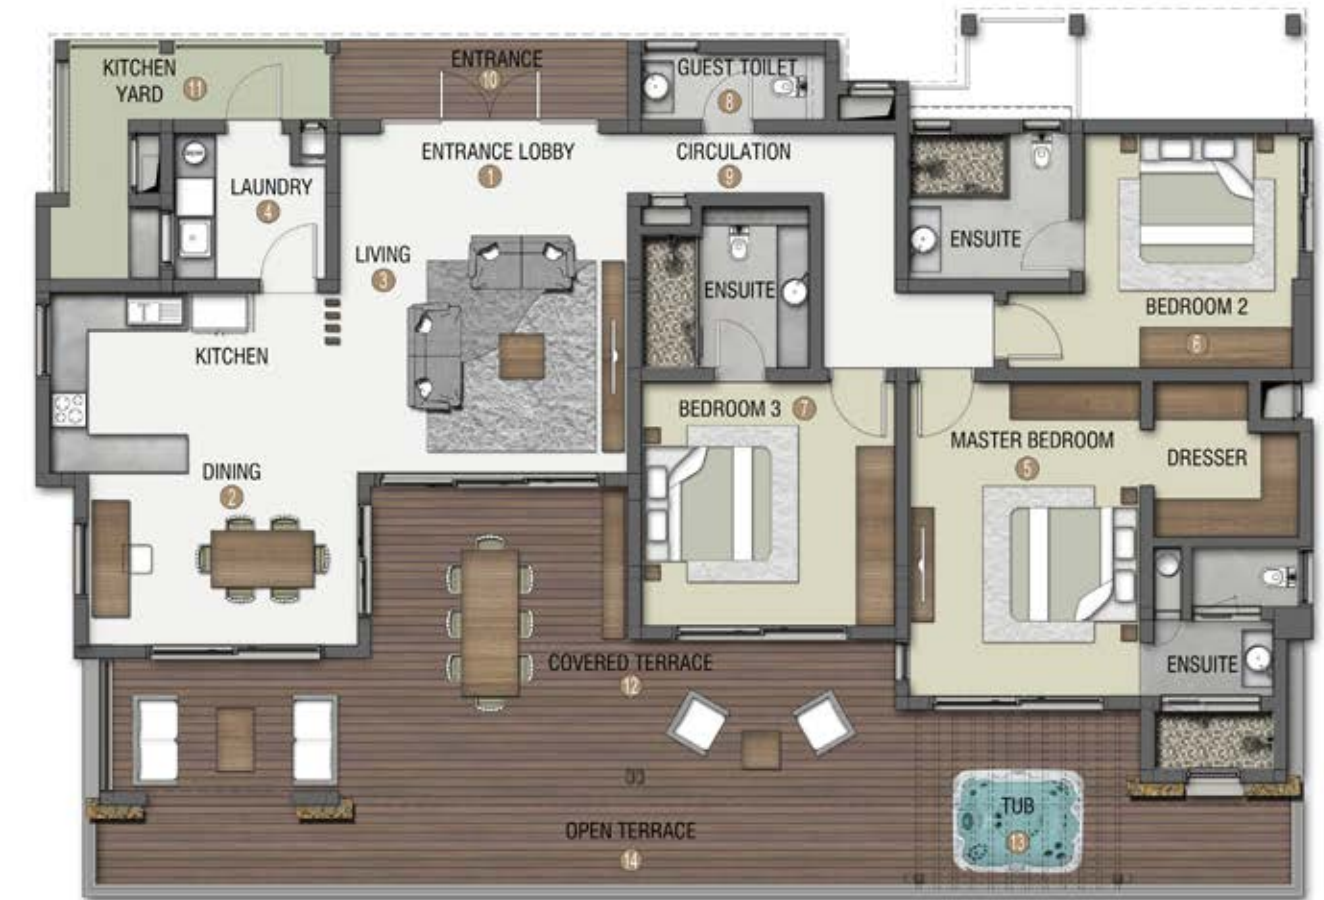 KITCHEN
YARD
11
ENTRANCE
10
GUEST TOILET
8
ENTRANCE LOBBY
1
CIRCULATION
9
LAUNDRY
4
LIVING
3
ENSUITE
ENSUITE
BEDROOM 2
6
KITCHEN
BEDROOM 3 7
MASTER BEDROOM
5
DRESSER
DINING
2
COVERED TERRACE
12
ENSUITE
TUB
13
OPEN TERRACE
14